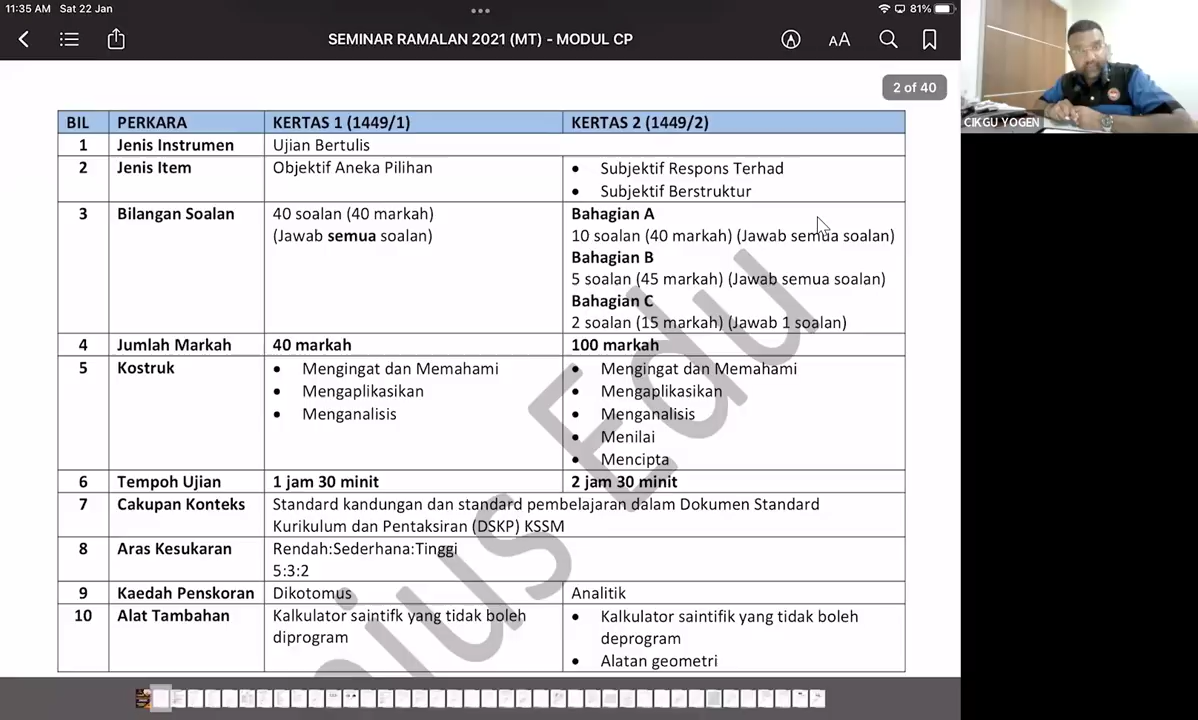 11:35 AM Sat 22 Jan
81%
SEMINAR RAMALAN 2021 (MT) - MODUL CP
AA
2 of 40
CIKGU YOGEN
BIL PERKARA KERTAS 1 (1449/1) KERTAS 2 (1449/2)
1 Jenis Instrumen Ujian Bertulis
2 Jenis Item Objektif Aneka Pilihan • Subjektif Respons Terhad
• Subjektif Berstruktur
3 Bilangan Soalan 40 soalan (40 markah) Bahagian A
(Jawab semua soalan) 10 soalan (40 markah) (Jawab semua soalan)
Bahagian B
5 soalan (45 markah) (Jawab semua soalan)
Bahagian C
2 soalan (15 markah) (Jawab 1 soalan)
4 Jumlah Markah 40 markah 100 markah
5 Kostruk • Mengingat dan Memahami • Mengingat dan Memahami
• Mengaplikasikan • Mengaplikasikan
• Menganalisis • Menganalisis
• Menilai
• Mencipta
6 Tempoh Ujian 1 jam 30 minit 2 jam 30 minit
7 Cakupan Konteks Standard kandungan dan standard pembelajaran dalam Dokumen Standard
Kurikulum dan Pentaksiran (DSKP) KSSM
8 Aras Kesukaran Rendah:Sederhana:Tinggi
5:3:2
9 Kaedah Penskoran Dikotomus Analitik
10 Alat Tambahan Kalkulator saintifk yang tidak boleh • Kalkulator saintifik yang tidak boleh
diprogram deprogram
• Alatan geometri
nius Edu